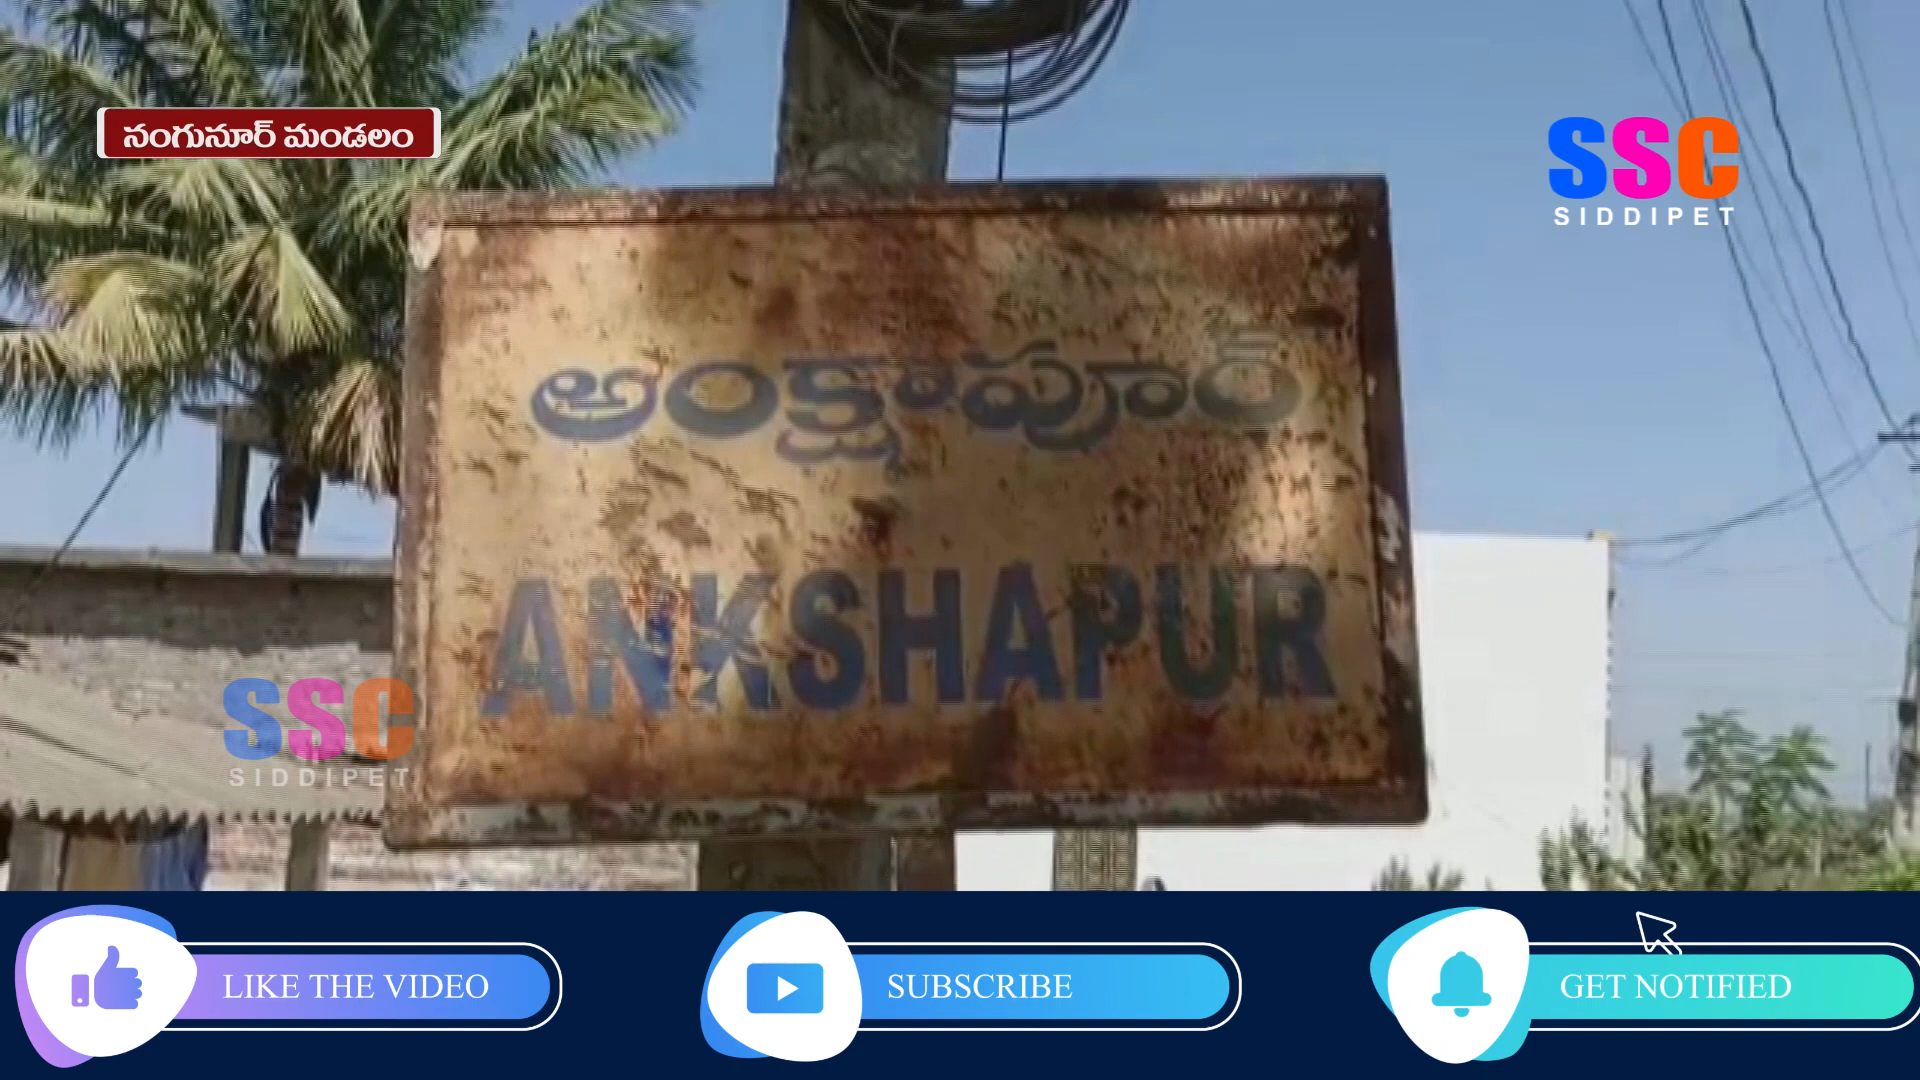 నంగునూర్ మండలం
SSC
SIDDIPET
అంక్షాపూర్
ANKSHAPUR
SSC
SIDDIPET
LIKE THE VIDEO
SUBSCRIBE
GET NOTIFIED